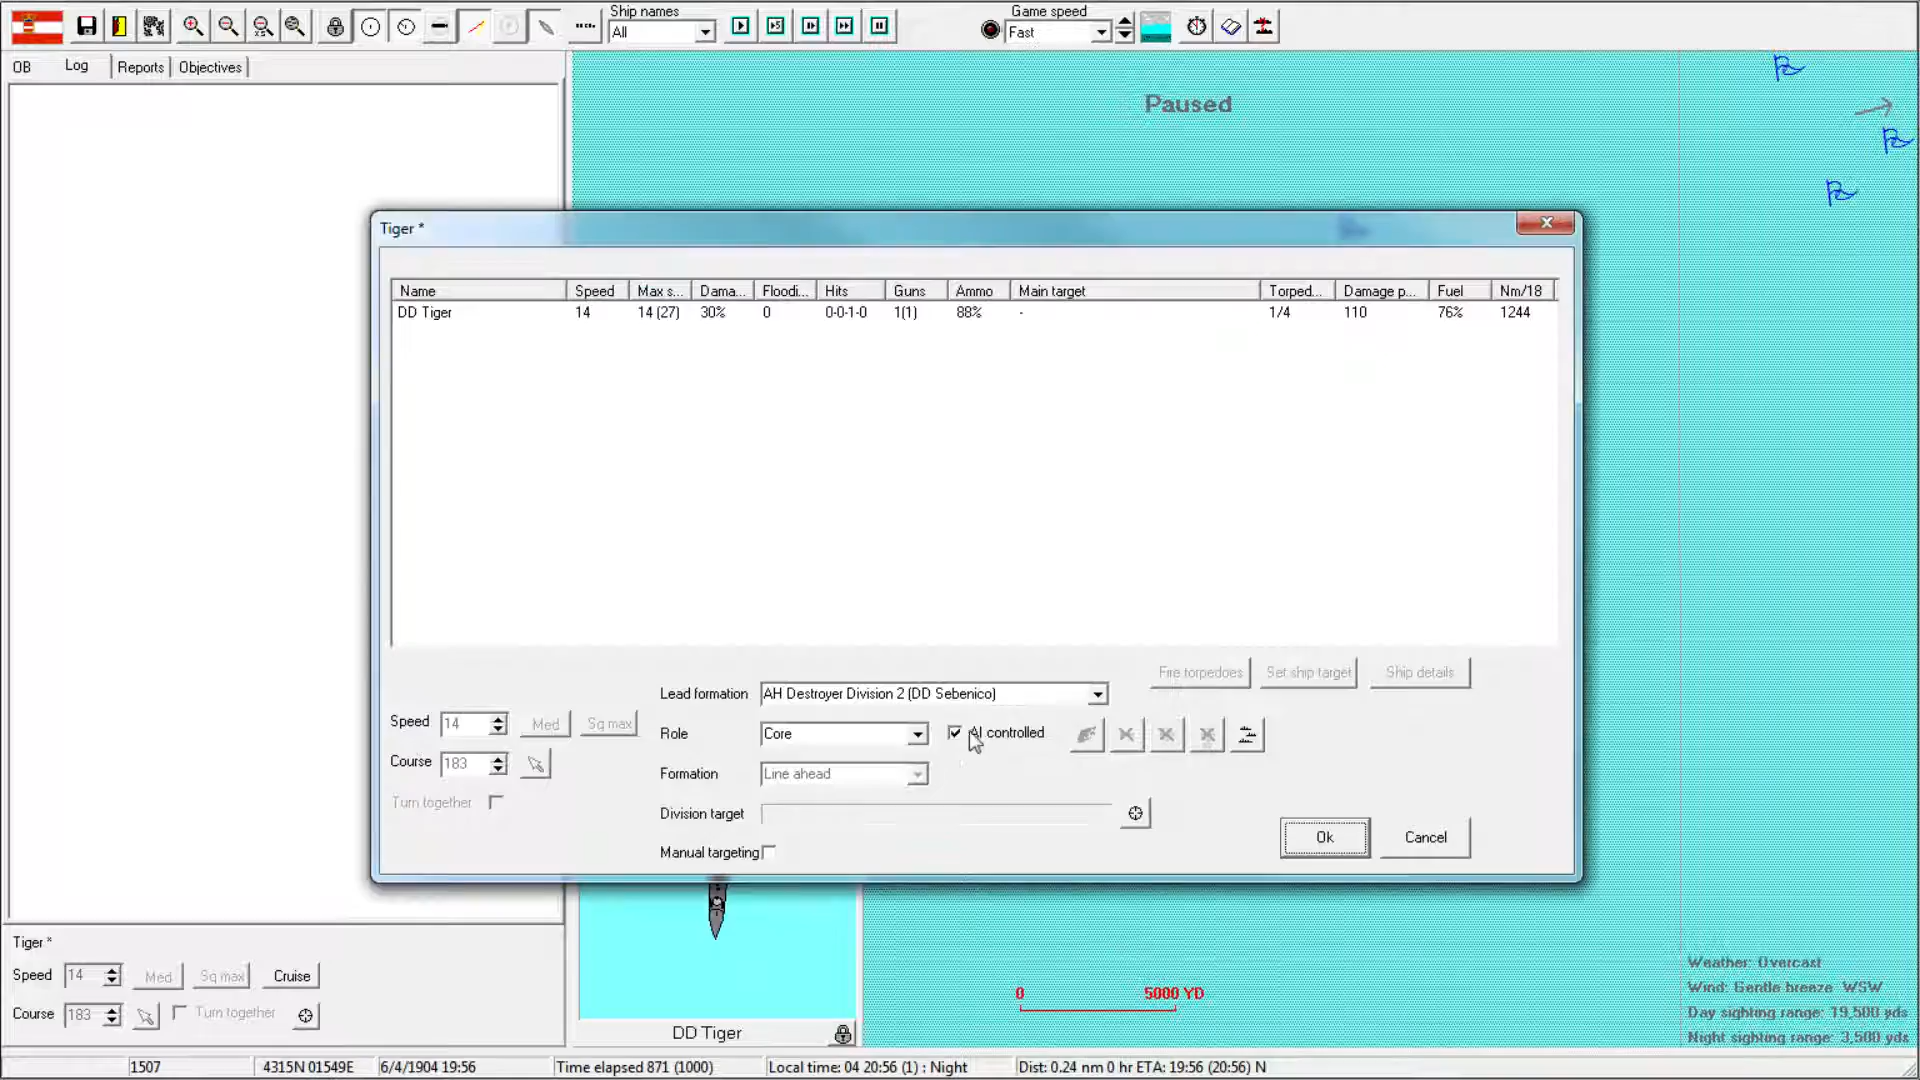 Ship names
All
Game speed
Fast
OB
Log
Reports
Objectives
Paused
Tiger *
Name Speed Max s... Dama... Floodi... Hits Guns Ammo Main target Torped... Damage p... Fuel Nm/18
DD Tiger 14 14 (27) 30% 0 0-0-1-0 1(1) 88% - 1/4 110 76% 1244
Fire torpedoes Set ship target Ship details
Lead formation AH Destroyer Division 2 (DD Sebenico)
Speed 14 Med Sq max
Role Core AI controlled
Course 183
Formation Line ahead
Turn together
Division target
Ok Cancel
Manual targeting
Tiger *
Speed 14 Med Sq max Cruise
Course 183 Turn together
DD Tiger
0 5000 YD
Weather: Overcast
Wind: Gentle breeze WSW
Day sighting range: 19,500 yds
Night sighting range: 3,500 yds
1507 4315N 01549E 6/4/1904 19:56 Time elapsed 871 (1000) Local time: 04 20:56 (1) : Night Dist: 0.24 nm 0 hr ETA: 19:56 (20:56) N